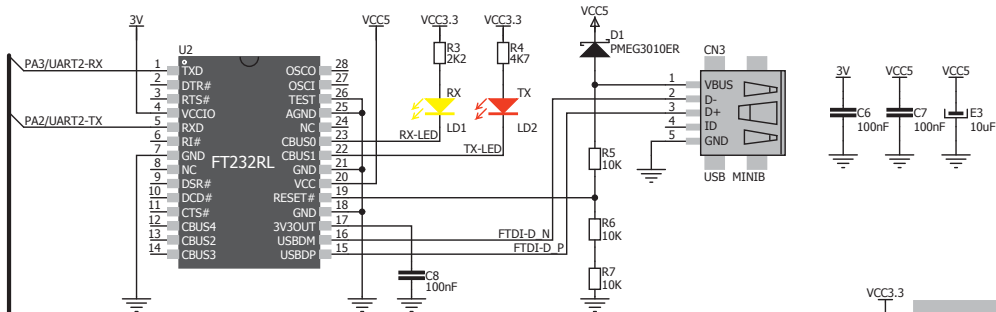 3V
VCC5
VCC3.3
VCC3.3
VCC5
D1
PMEG3010ER
U2
R3
2K2
R4
4K7
CN3
PA3/UART2-RX
1 TXD
2 DTR#
3 RTS#
4 VCCIO
PA2/UART2-TX
5 RXD
6 RI#
7 GND
8 NC
9 DSR#
10 DCD#
11 CTS#
12 CBUS4
13 CBUS2
14 CBUS3
FT232RL
OSCO 28
OSCI 27
TEST 26
AGND 25
NC 24
CBUS0 23
CBUS1 22
GND 21
VCC 20
RESET# 19
GND 18
3V3OUT 17
USBDM 16
USBDP 15
RX
LD1
TX
LD2
RX-LED
TX-LED
R5
10K
R6
10K
R7
10K
FTDI-D_N
FTDI-D_P
C8
100nF
1 VBUS
2 D-
3 D+
4 ID
5 GND
USB MINIB
3V
VCC5
VCC5
C6
100nF
C7
100nF
E3
10uF
VCC3.3